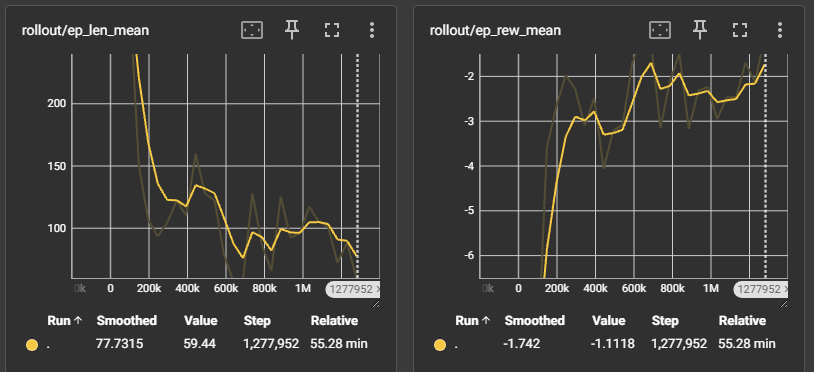 rollout/ep_len_mean
200
150
100
0k 0 200k 400k 600k 800k 1M 1277952
Run ↑ Smoothed Value Step Relative
. 77.7315 59.44 1,277,952 55.28 min
rollout/ep_rew_mean
-2
-3
-4
-5
-6
0k 0 200k 400k 600k 800k 1M 1277952
Run ↑ Smoothed Value Step Relative
. -1.742 -1.1118 1,277,952 55.28 min